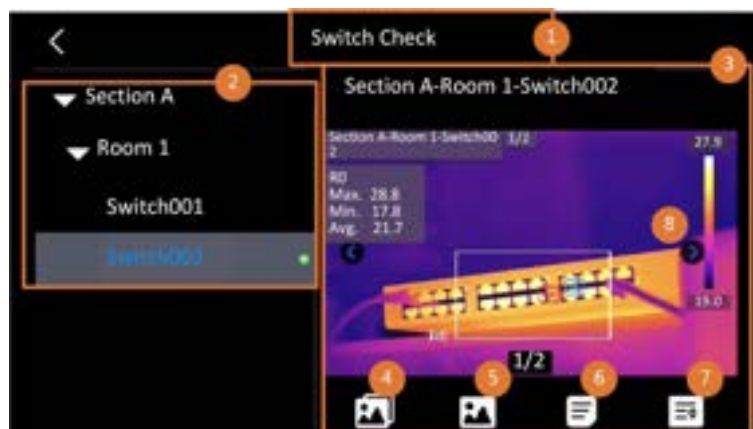 Switch Check
1
2
3
Section A
Room 1
Switch001
Switch002
Section A-Room 1-Switch002
Section A-Room 1-Switch00
2
1/2
R0
Max. 28.8
Min. 17.8
Avg. 21.7
27.9
8
19.0
1/2
4
5
6
7